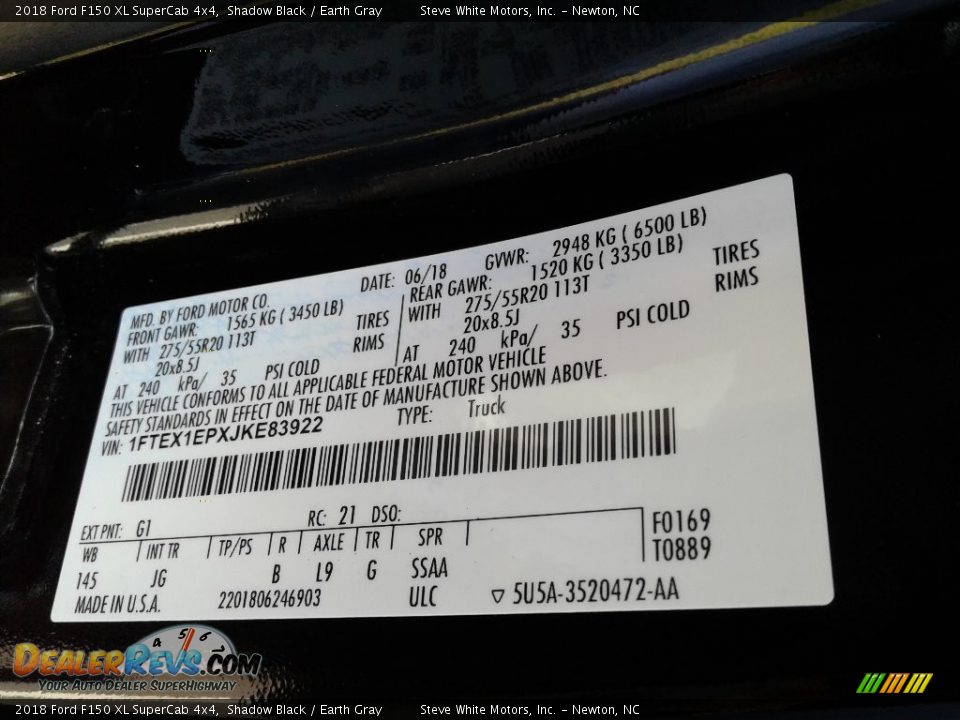 2018 Ford F150 XL SuperCab 4x4, Shadow Black / Earth Gray Steve White Motors, Inc. – Newton, NC
MFD. BY FORD MOTOR CO. DATE: 06/18 GVWR: 2948 KG ( 6500 LB)
FRONT GAWR: 1565 KG ( 3450 LB) REAR GAWR: 1520 KG ( 3350 LB)
WITH 275/55R20 113T TIRES WITH 275/55R20 113T TIRES
20x8.5J RIMS 20x8.5J RIMS
AT 240 kPa/ 35 PSI COLD AT 240 kPa/ 35 PSI COLD
THIS VEHICLE CONFORMS TO ALL APPLICABLE FEDERAL MOTOR VEHICLE
SAFETY STANDARDS IN EFFECT ON THE DATE OF MANUFACTURE SHOWN ABOVE.
VIN: 1FTEX1EPXJKE83922 TYPE: Truck
EXT PNT: G1 RC: 21 DSO: F0169
WB INT TR TP/PS R AXLE TR SPR T0889
145 JG B L9 G SSAA
MADE IN U.S.A. 2201806246903 ULC ▽ 5U5A-3520472-AA
4 5 6
DEALERREVS.COM
YOUR AUTO DEALER SUPERHIGHWAY
2018 Ford F150 XL SuperCab 4x4, Shadow Black / Earth Gray Steve White Motors, Inc. – Newton, NC